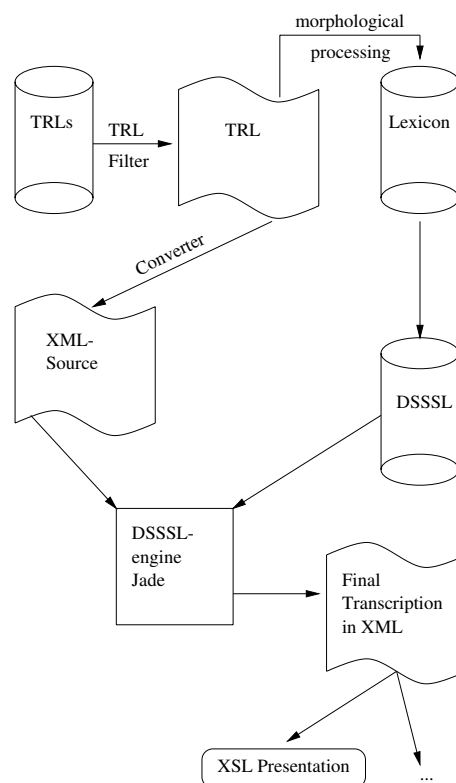 morphological
processing
TRLs
TRL
Filter
TRL
Lexicon
Converter
XML-
Source
DSSSL
DSSSL-
engine
Jade
Final
Transcription
in XML
XSL Presentation
...